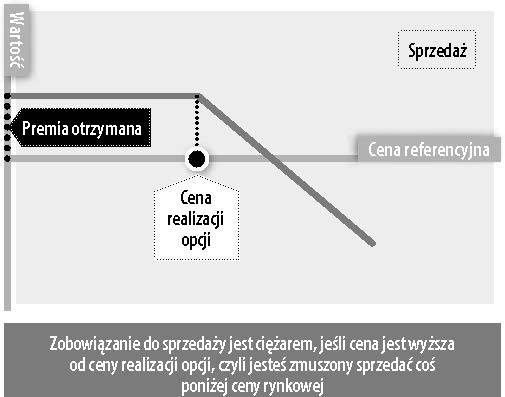 Wartość
Sprzedaż
Premia otrzymana
Cena referencyjna
Cena
realizacji
opcji
Zobowiązanie do sprzedaży jest ciężarem, jeśli cena jest wyższa
od ceny realizacji opcji, czyli jesteś zmuszony sprzedać coś
poniżej ceny rynkowej